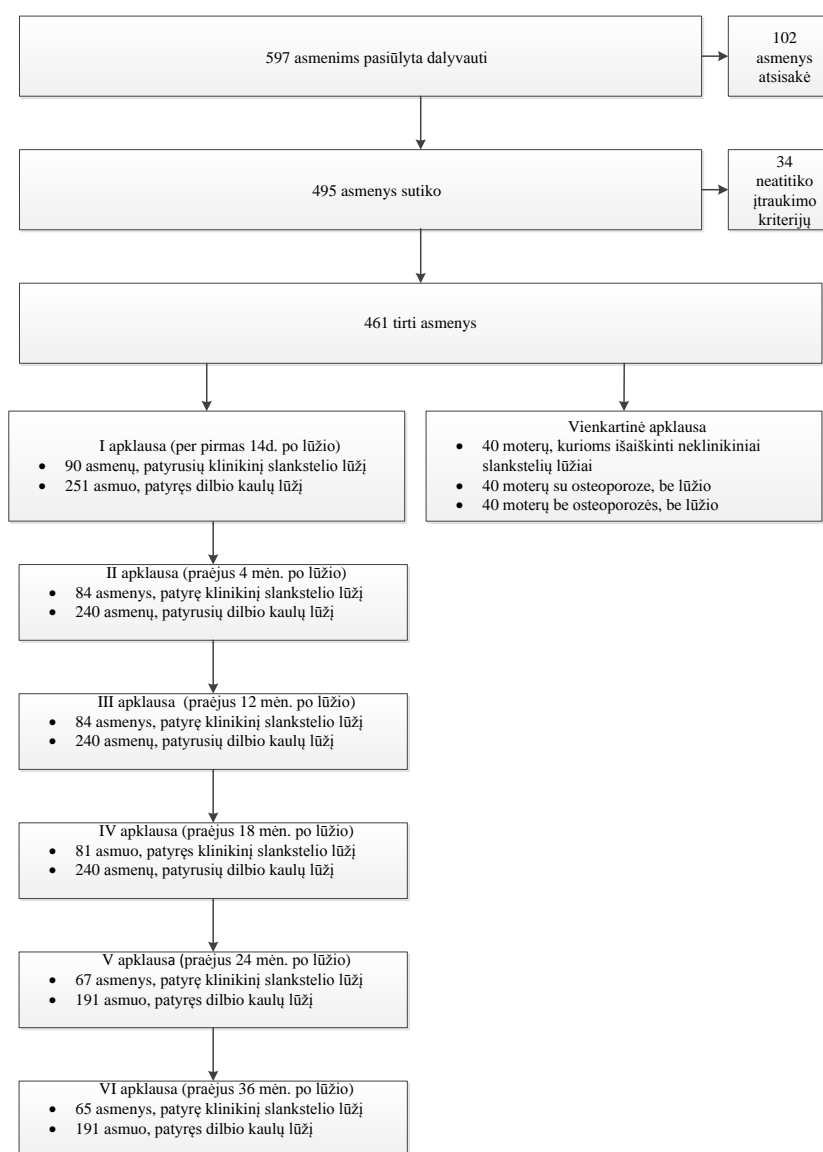 597 asmenims pasiūlyta dalyvauti
102
asmenys
atsisakė
495 asmenys sutiko
34
neatitiko
įtraukimo
kriterijų
461 tirti asmenys
I apklausa (per pirmas 14d. po lūžio)
• 90 asmenų, patyrusių klinikinį slankstelio lūžį
• 251 asmuo, patyręs dilbio kaulų lūžį
Vienkartinė apklausa
• 40 moterų, kurioms išaiškinti neklinikiniai
slankstelių lūžiai
• 40 moterų su osteoporoze, be lūžio
• 40 moterų be osteoporozės, be lūžio
II apklausa (praėjus 4 mėn. po lūžio)
• 84 asmenys, patyrę klinikinį slankstelio lūžį
• 240 asmenų, patyrusių dilbio kaulų lūžį
III apklausa (praėjus 12 mėn. po lūžio)
• 84 asmenys, patyrę klinikinį slankstelio lūžį
• 240 asmenų, patyrusių dilbio kaulų lūžį
IV apklausa (praėjus 18 mėn. po lūžio)
• 81 asmuo, patyręs klinikinį slankstelio lūžį
• 240 asmenų, patyrusių dilbio kaulų lūžį
V apklausa (praėjus 24 mėn. po lūžio)
• 67 asmenys, patyrę klinikinį slankstelio lūžį
• 191 asmuo, patyręs dilbio kaulų lūžį
VI apklausa (praėjus 36 mėn. po lūžio)
• 65 asmenys, patyrę klinikinį slankstelio lūžį
• 191 asmuo, patyręs dilbio kaulų lūžį